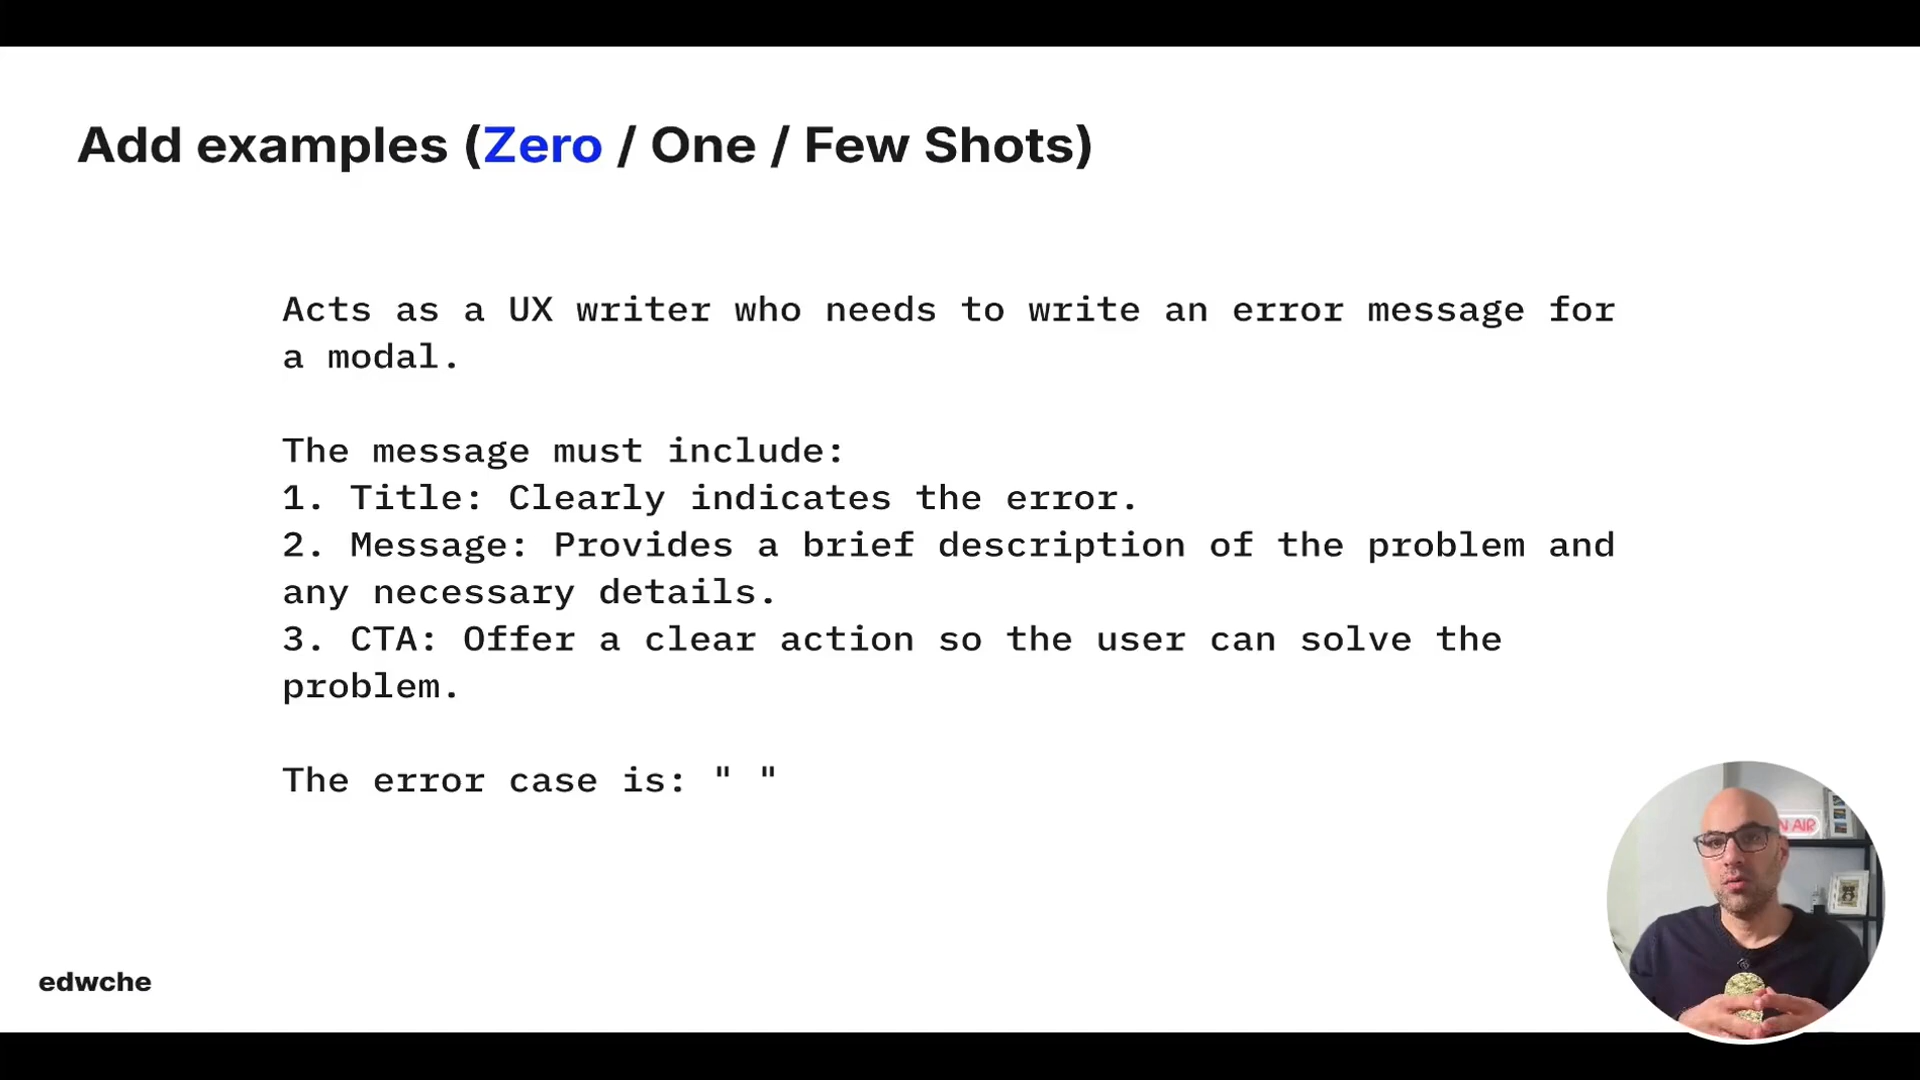 Add examples (Zero / One / Few Shots)
Acts as a UX writer who needs to write an error message for
a modal.
The message must include:
1. Title: Clearly indicates the error.
2. Message: Provides a brief description of the problem and
any necessary details.
3. CTA: Offer a clear action so the user can solve the
problem.
The error case is: " "
N AIR
edwche